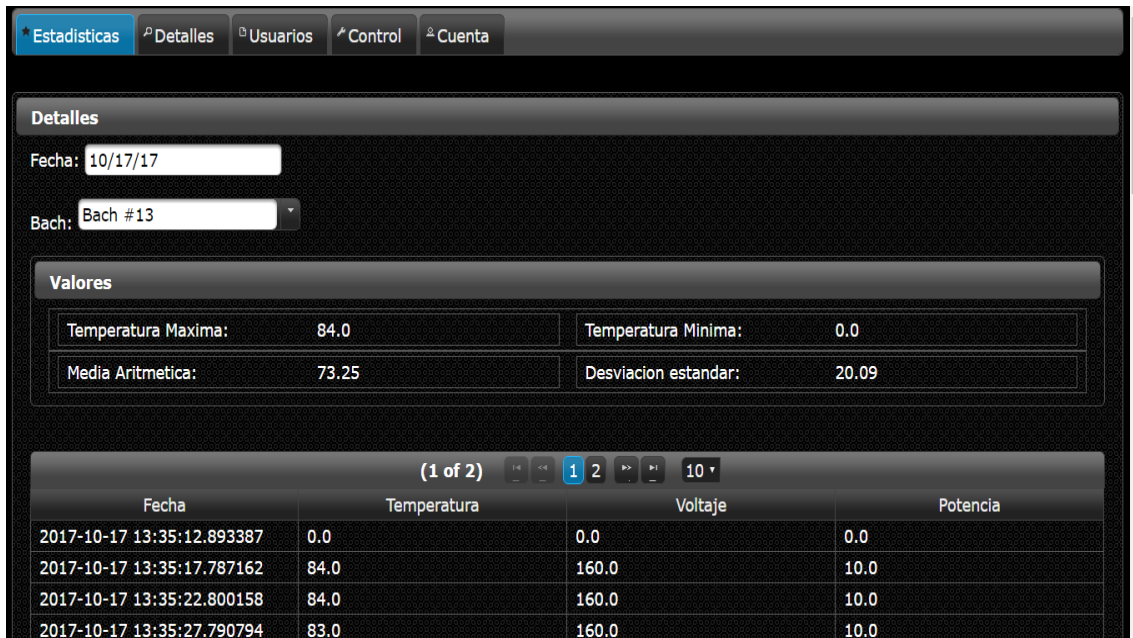 Estadisticas Detalles Usuarios Control Cuenta
Detalles
Fecha: 10/17/17
Bach: Bach #13
Valores
Temperatura Maxima: 84.0 Temperatura Minima: 0.0
Media Aritmetica: 73.25 Desviacion estandar: 20.09
(1 of 2) 1 2 10
Fecha Temperatura Voltaje Potencia
2017-10-17 13:35:12.893387 0.0 0.0 0.0
2017-10-17 13:35:17.787162 84.0 160.0 10.0
2017-10-17 13:35:22.800158 84.0 160.0 10.0
2017-10-17 13:35:27.790794 83.0 160.0 10.0